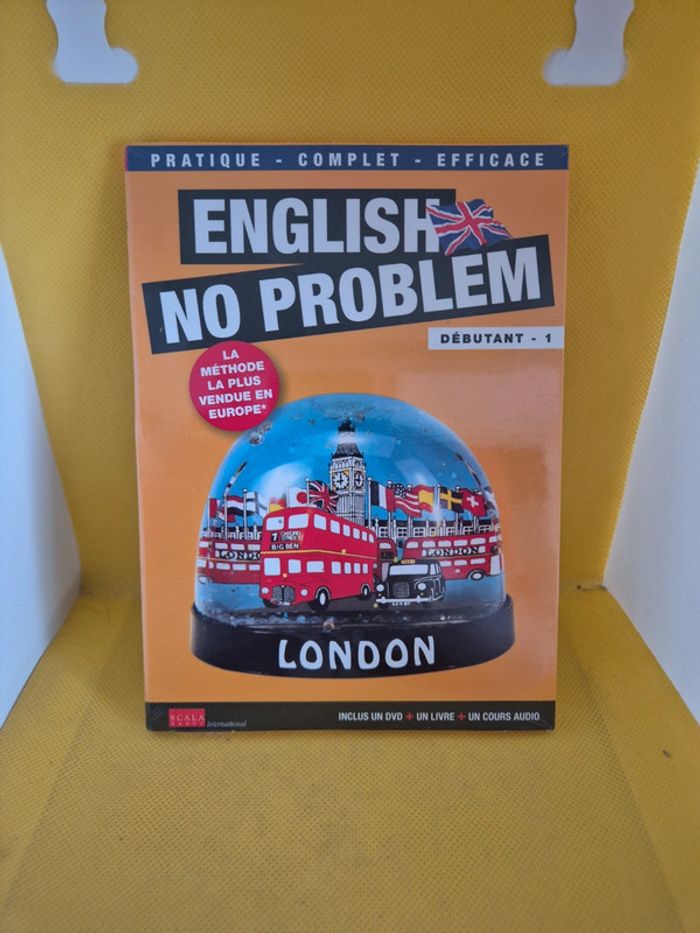 PRATIQUE - COMPLET - EFFICACE
ENGLISH
NO PROBLEM
DÉBUTANT - 1
LA
MÉTHODE
LA PLUS
VENDUE EN
EUROPE*
7
BIG BEN
LONDON
LONDON
LONDON
SCALA
International
INCLUS UN DVD + UN LIVRE + UN COURS AUDIO